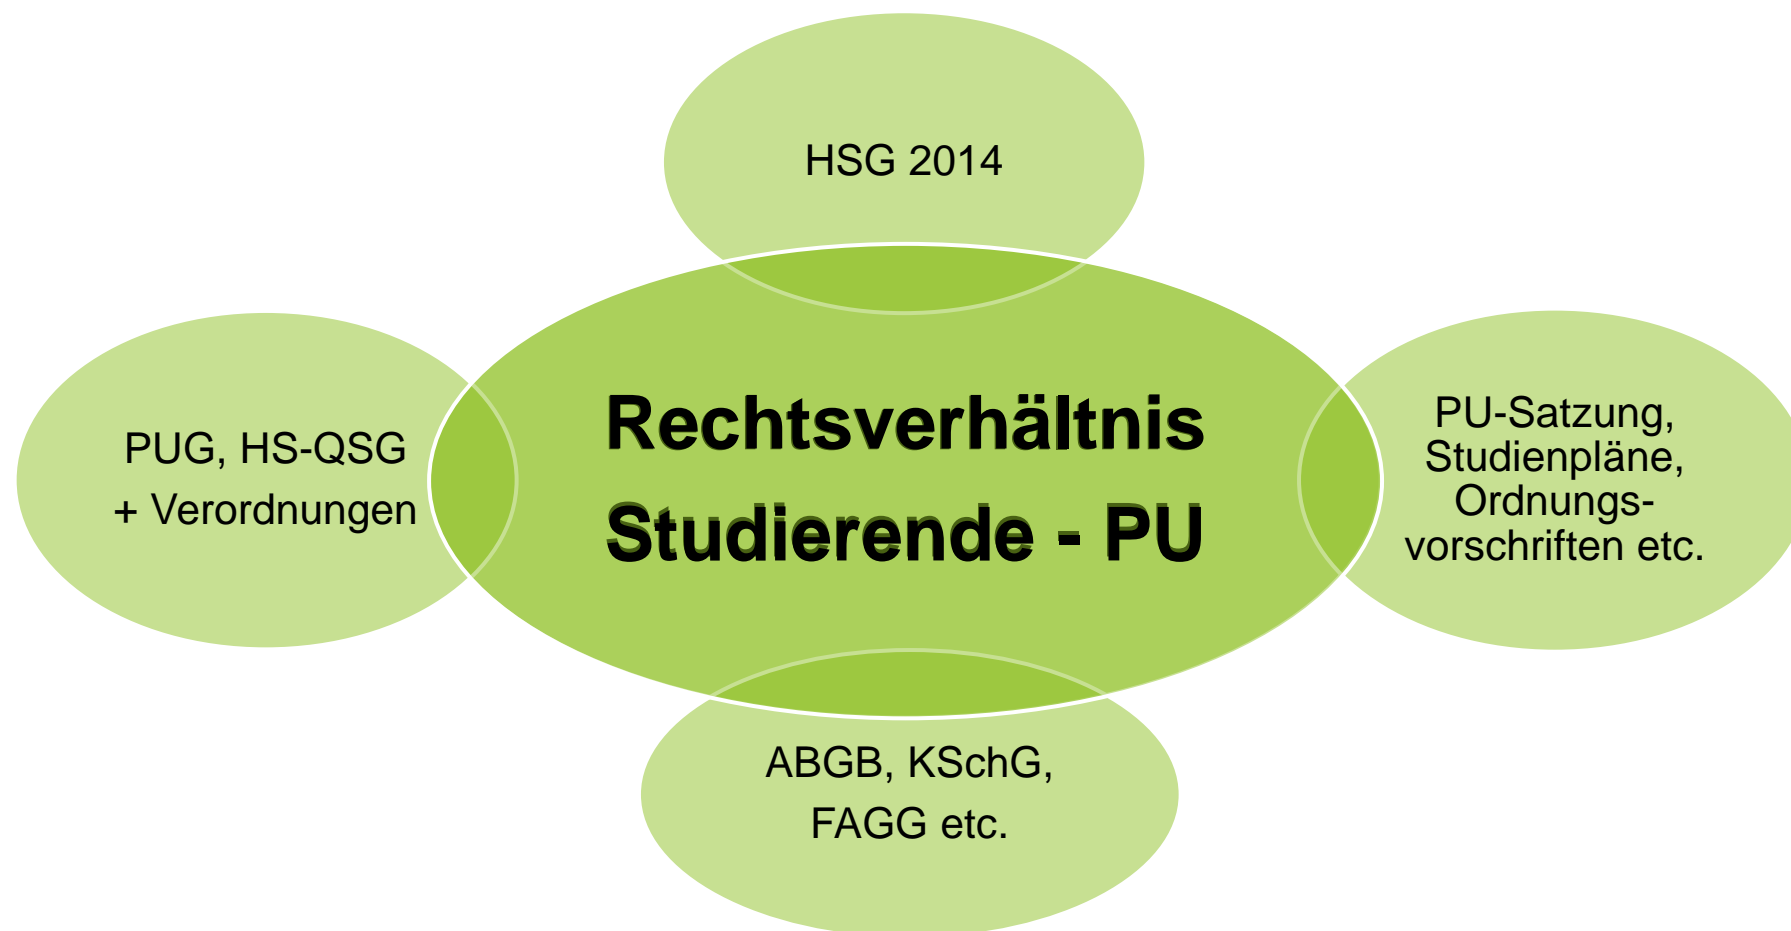 HSG 2014
PUG, HS-QSG
+ Verordnungen
Rechtsverhältnis
Studierende - PU
PU-Satzung,
Studienpläne,
Ordnungs-
vorschriften etc.
ABGB, KSchG,
FAGG etc.